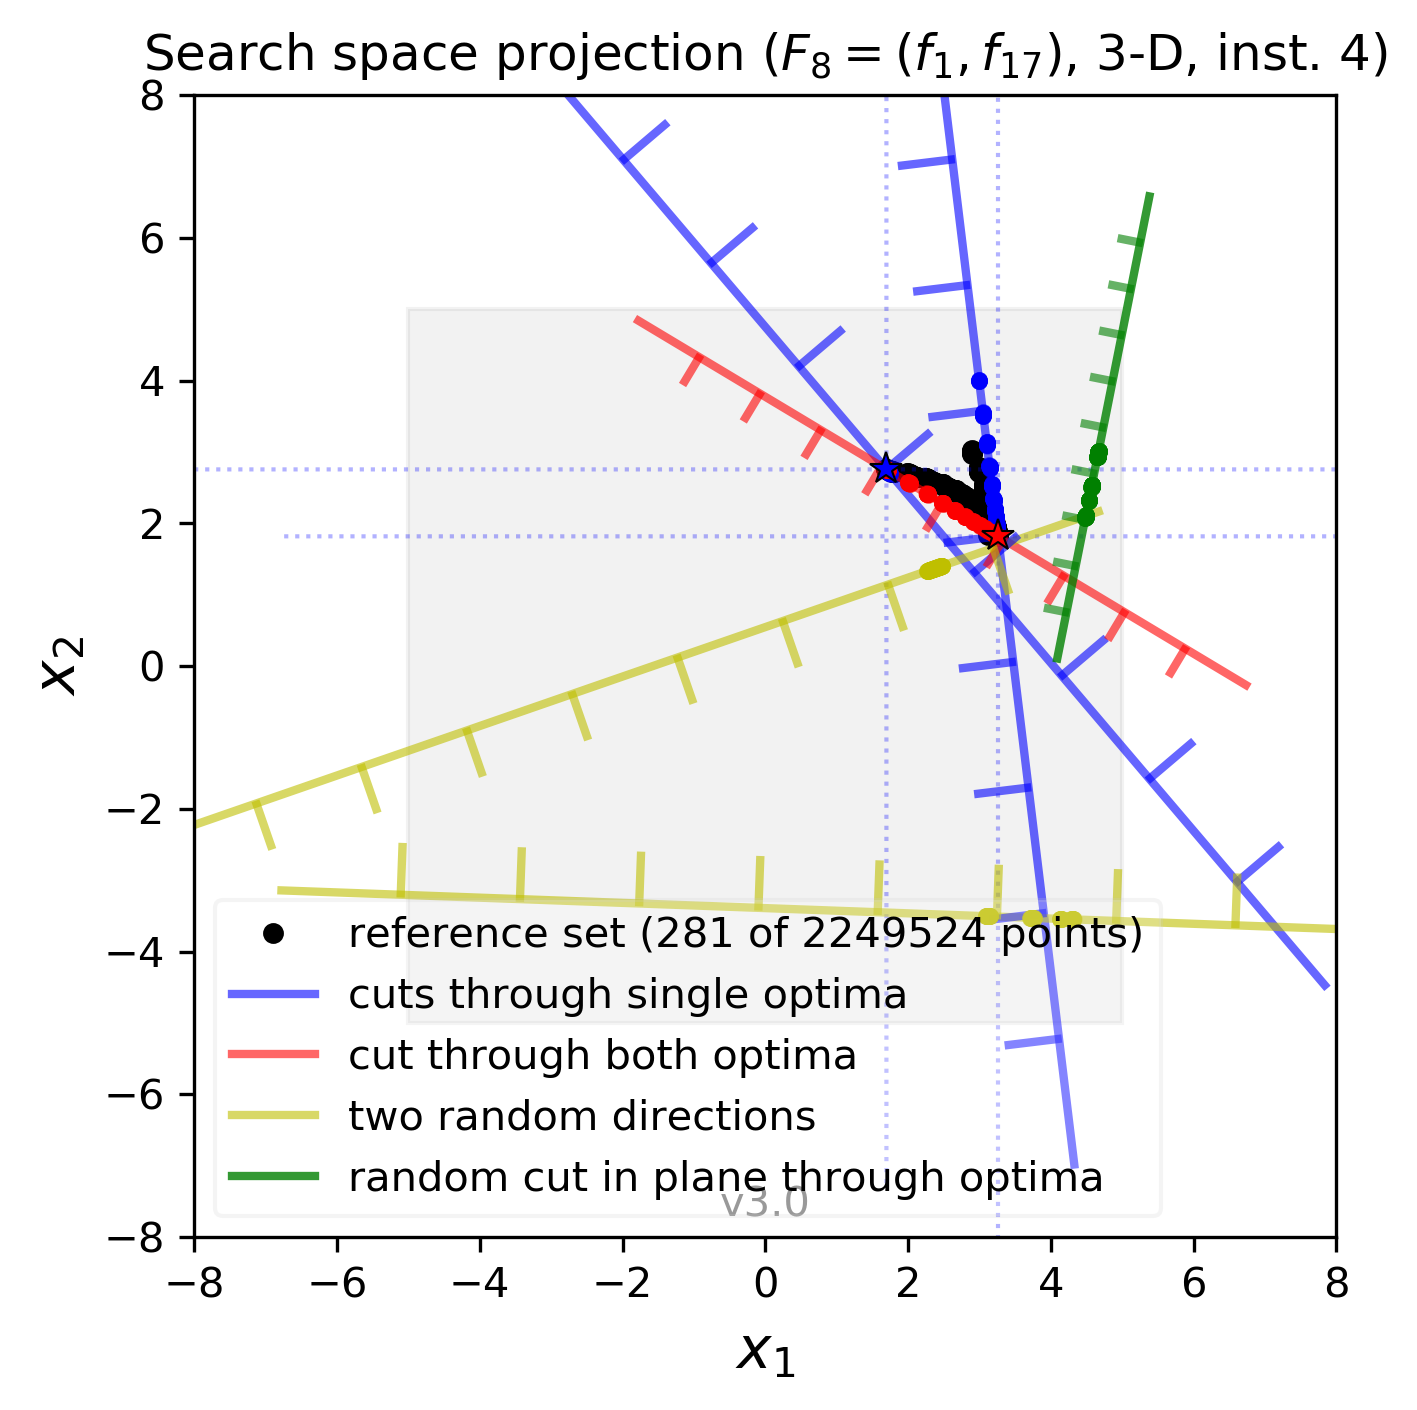 Search space projection (F₈ = (f₁, f₁₇), 3-D, inst. 4)
8
6
4
2
0
−2
−4
−6
−8
x₂
reference set (281 of 2249524 points)
cuts through single optima
cut through both optima
two random directions
random cut in plane through optima
v3.0
−8 −6 −4 −2 0 2 4 6 8
x₁